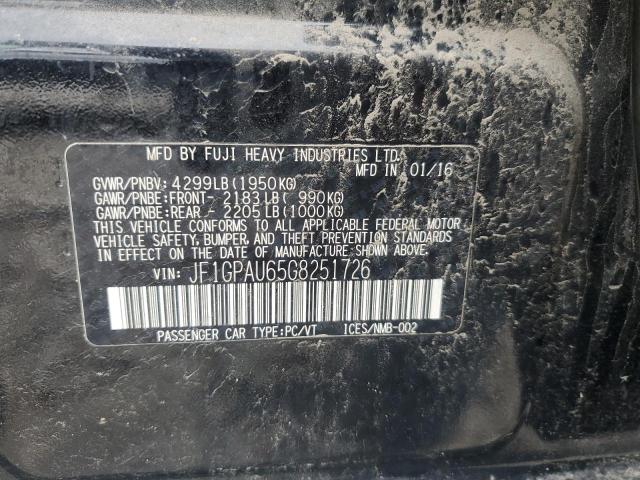 MFD BY FUJI HEAVY INDUSTRIES LTD.
MFD IN 01/16
GVWR/PNBV: 4299LB(1950KG)
GAWR/PNBE:FRONT- 2183LB( 990KG)
GAWR/PNBE:REAR - 2205LB(1000KG)
THIS VEHICLE CONFORMS TO ALL APPLICABLE FEDERAL MOTOR
VEHICLE SAFETY, BUMPER, AND THEFT PREVENTION STANDARDS
IN EFFECT ON THE DATE OF MANUFACTURE SHOWN ABOVE.
VIN: JF1GPAU65G8251726
PASSENGER CAR TYPE:PC/VT ICES/NMB-002